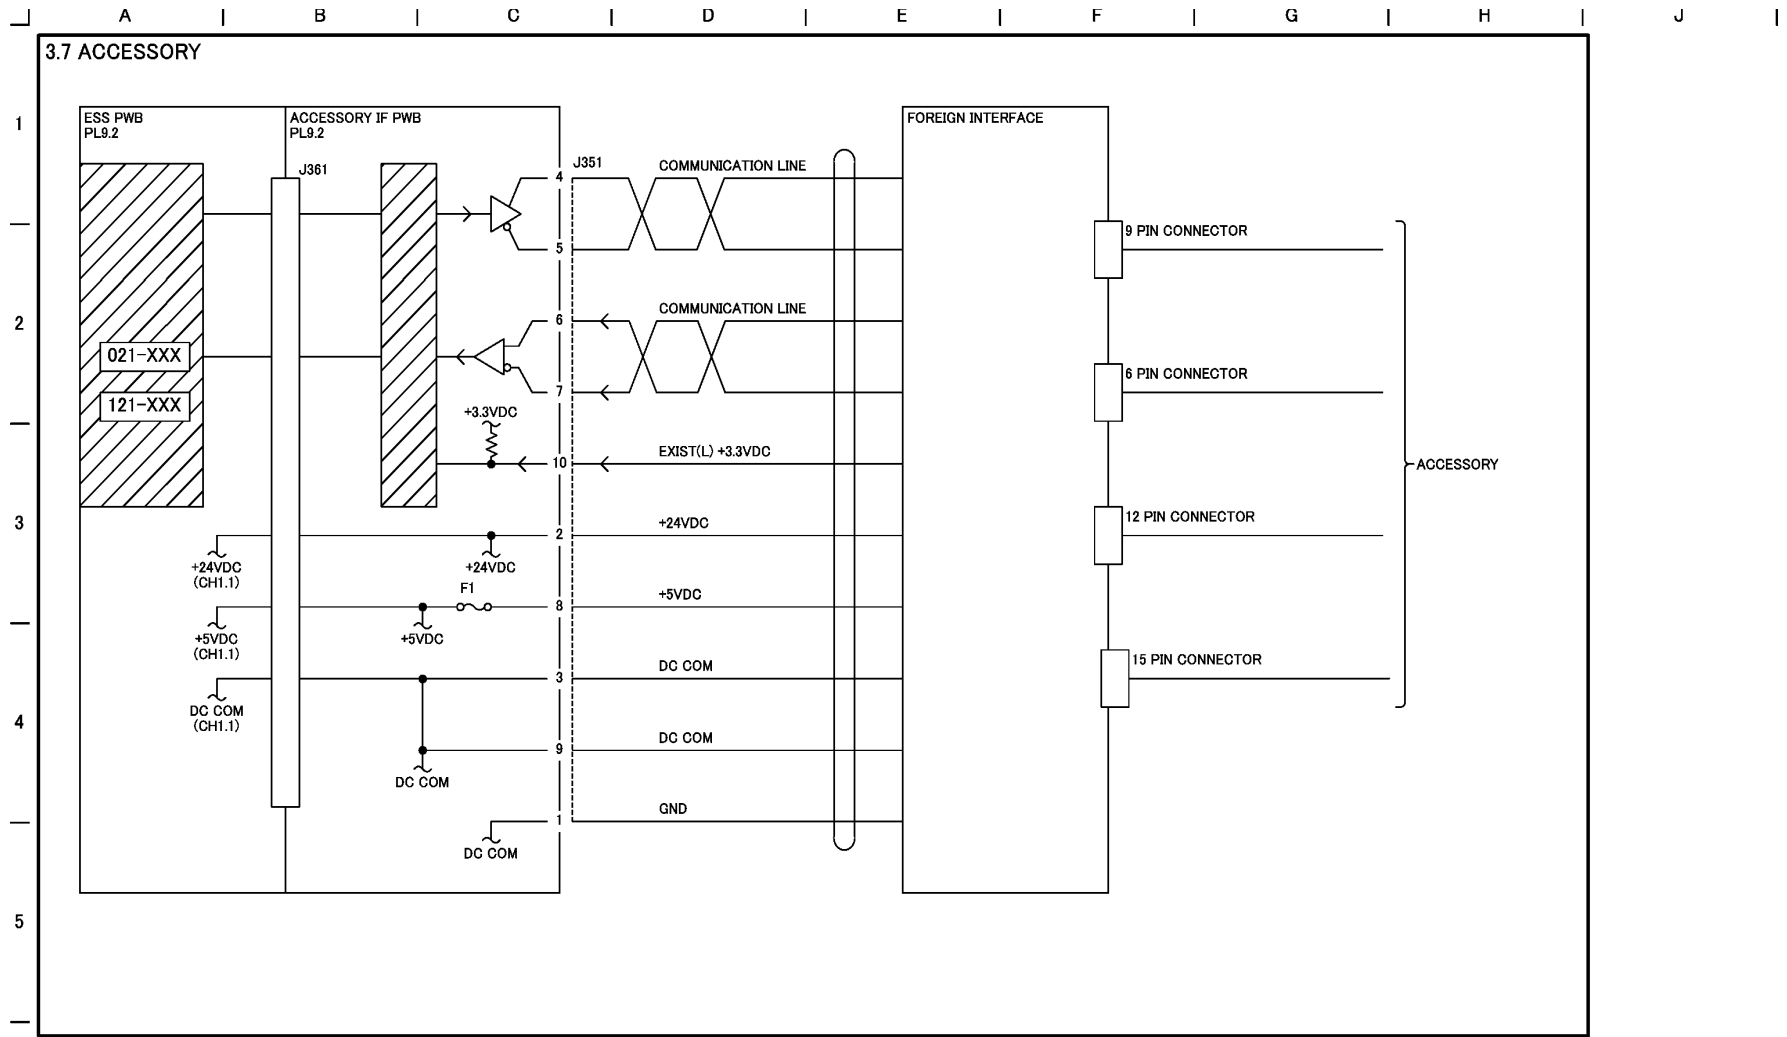 A B C D E F G H J
3.7 ACCESSORY
1
2
3
4
5
ESS PWB
PL9.2
ACCESSORY IF PWB
PL9.2
FOREIGN INTERFACE
J361
J351
4
COMMUNICATION LINE
5
9 PIN CONNECTOR
6
COMMUNICATION LINE
021-XXX
7
6 PIN CONNECTOR
121-XXX
+3.3VDC
10
EXIST(L) +3.3VDC
ACCESSORY
2
+24VDC
12 PIN CONNECTOR
+24VDC
(CH1.1)
+24VDC
F1
8
+5VDC
+5VDC
(CH1.1)
+5VDC
3
DC COM
15 PIN CONNECTOR
DC COM
(CH1.1)
9
DC COM
DC COM
1
GND
DC COM